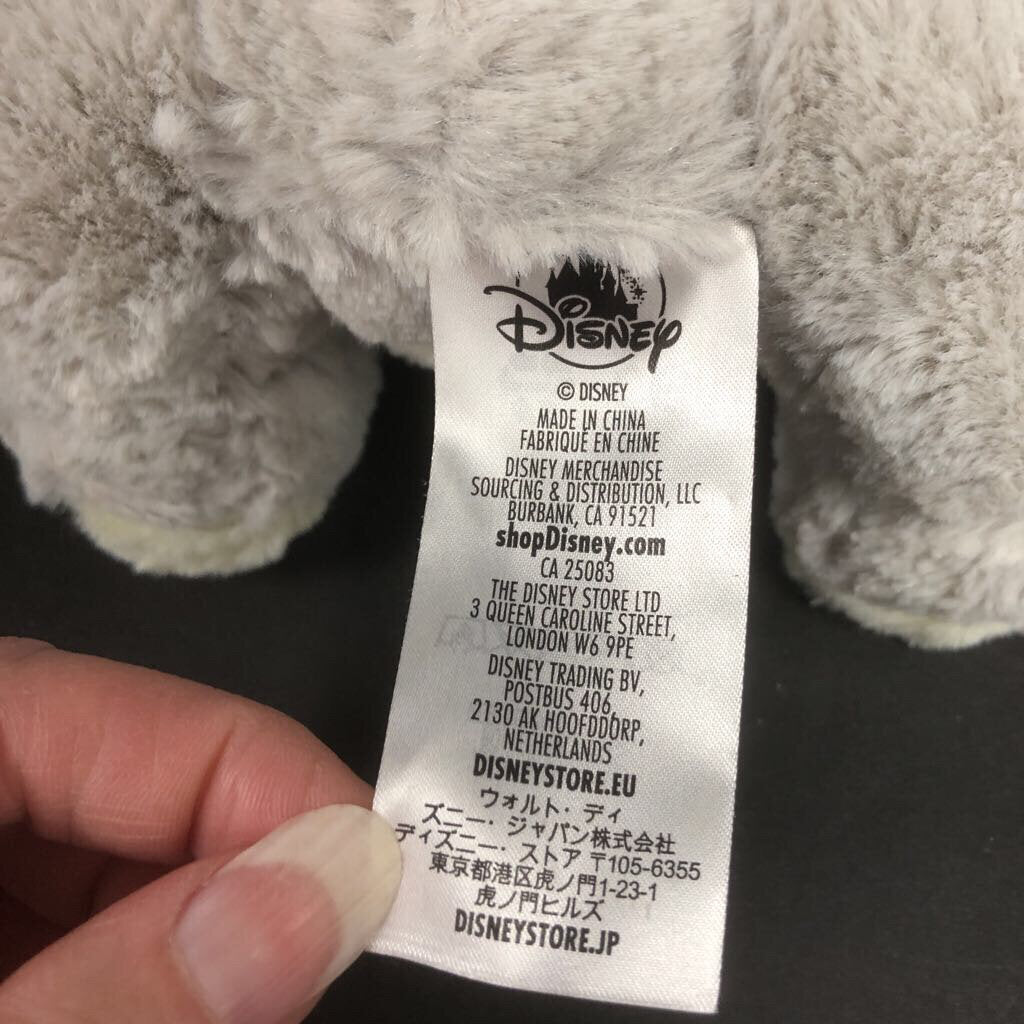 Disney
© DISNEY
MADE IN CHINA
FABRIQUÉ EN CHINE
DISNEY MERCHANDISE
SOURCING & DISTRIBUTION, LLC
BURBANK, CA 91521
shopDisney.com
CA 25083
THE DISNEY STORE LTD
3 QUEEN CAROLINE STREET,
LONDON W6 9PE
DISNEY TRADING BV,
POSTBUS 406,
2130 AK HOOFDDORP,
NETHERLANDS
DISNEYSTORE.EU
ウォルト・ディ
ズニー・ジャパン株式会社
ディズニー・ストア 〒105-6355
東京都港区虎ノ門1-23-1
虎ノ門ヒルズ
DISNEYSTORE.JP